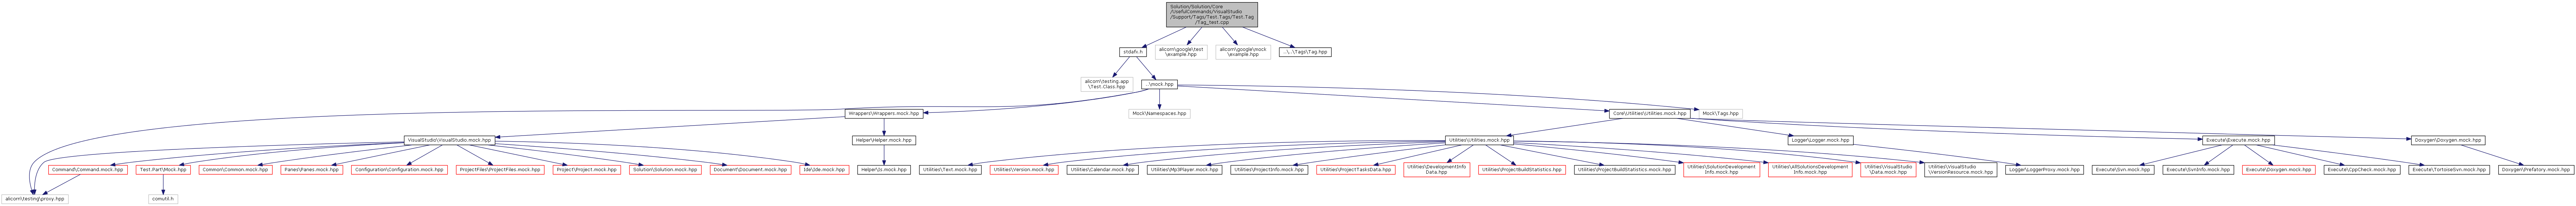 Solution/Solution/Core
/UsefulCommands/VisualStudio
/Support/Tags/Test.Tags/Test.Tag
/Tag_test.cpp
stdafx.h
alicorn\google\test
\example.hpp
alicorn\google\mock
\example.hpp
..\..\Tags\Tag.hpp
alicorn\testing.app
\Test.Class.hpp
..\mock.hpp
Wrappers\Wrappers.mock.hpp
Mock\Namespaces.hpp
Core\Utilities\Utilities.mock.hpp
Mock\Tags.hpp
VisualStudio\VisualStudio.mock.hpp
Helper\Helper.mock.hpp
Utilities\Utilities.mock.hpp
Logger\Logger.mock.hpp
Execute\Execute.mock.hpp
Doxygen\Doxygen.mock.hpp
Command\Command.mock.hpp
Test.Part\Mock.hpp
Common\Common.mock.hpp
Panes\Panes.mock.hpp
Configuration\Configuration.mock.hpp
ProjectFiles\ProjectFiles.mock.hpp
Project\Project.mock.hpp
Solution\Solution.mock.hpp
Document\Document.mock.hpp
Ide\Ide.mock.hpp
Helper\Is.mock.hpp
Utilities\Text.mock.hpp
Utilities\Version.mock.hpp
Utilities\Calendar.mock.hpp
Utilities\Mp3Player.mock.hpp
Utilities\ProjectInfo.mock.hpp
Utilities\ProjectTasksData.hpp
Utilities\DevelopmentInfo
Data.hpp
Utilities\ProjectBuildStatistics.hpp
Utilities\ProjectBuildStatistics.mock.hpp
Utilities\SolutionDevelopment
Info.mock.hpp
Utilities\AllSolutionsDevelopment
Info.mock.hpp
Utilities\VisualStudio
\Data.mock.hpp
Utilities\VisualStudio
\VersionResource.mock.hpp
Logger\LoggerProxy.mock.hpp
Execute\Svn.mock.hpp
Execute\SvnInfo.mock.hpp
Execute\Doxygen.mock.hpp
Execute\CppCheck.mock.hpp
Execute\TortoiseSvn.mock.hpp
Doxygen\Prefatory.mock.hpp
alicorn\testing\proxy.hpp
comutil.h